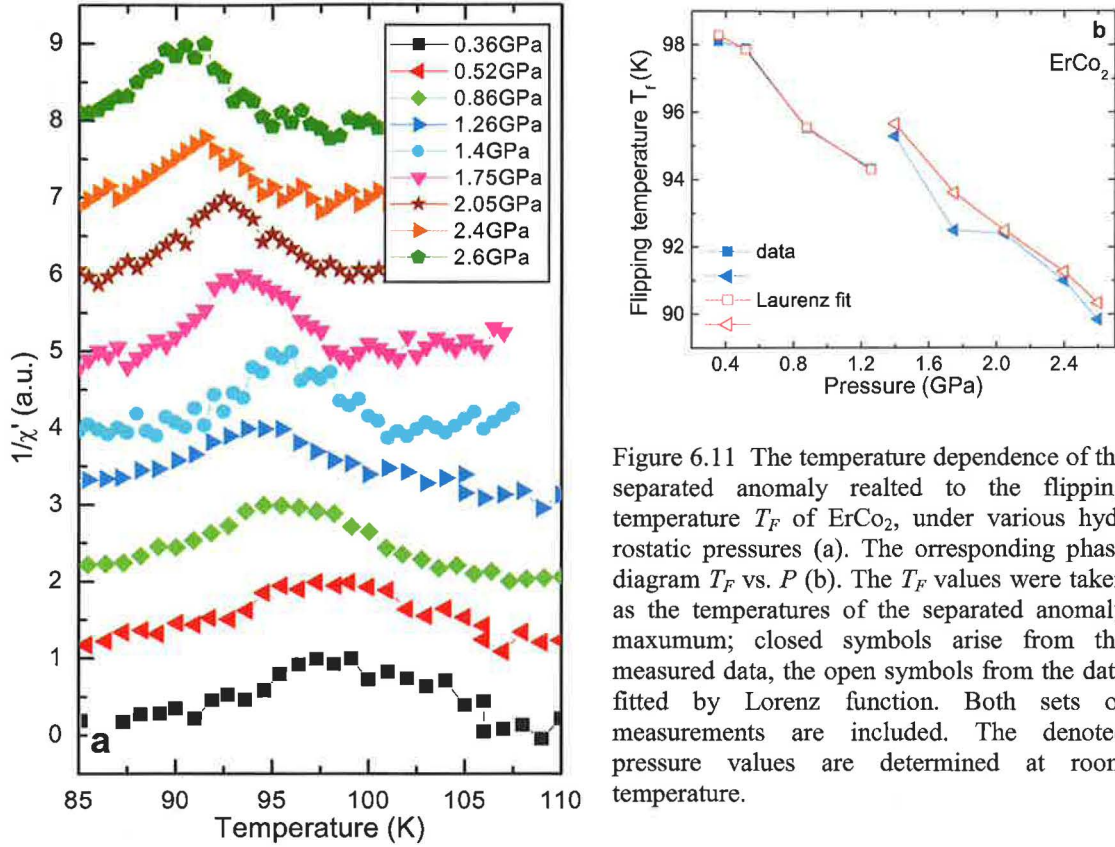 9
8
7
6
5
4
3
2
1
0
1/χ' (a.u.)
0.36GPa
0.52GPa
0.86GPa
1.26GPa
1.4GPa
1.75GPa
2.05GPa
2.4GPa
2.6GPa
a
85 90 95 100 105 110
Temperature (K)
b
ErCo2
98
96
94
92
90
Flipping temperature Tf (K)
data
Laurenz fit
0.4 0.8 1.2 1.6 2.0 2.4
Pressure (GPa)
Figure 6.11 The temperature dependence of th
separated anomaly realted to the flippin
temperature TF of ErCo2, under various hyd
rostatic pressures (a). The orresponding phas
diagram TF vs. P (b). The TF values were take
as the temperatures of the separated anomal
maxumum; closed symbols arise from th
measured data, the open symbols from the dat
fitted by Lorenz function. Both sets o
measurements are included. The denote
pressure values are determined at room
temperature.